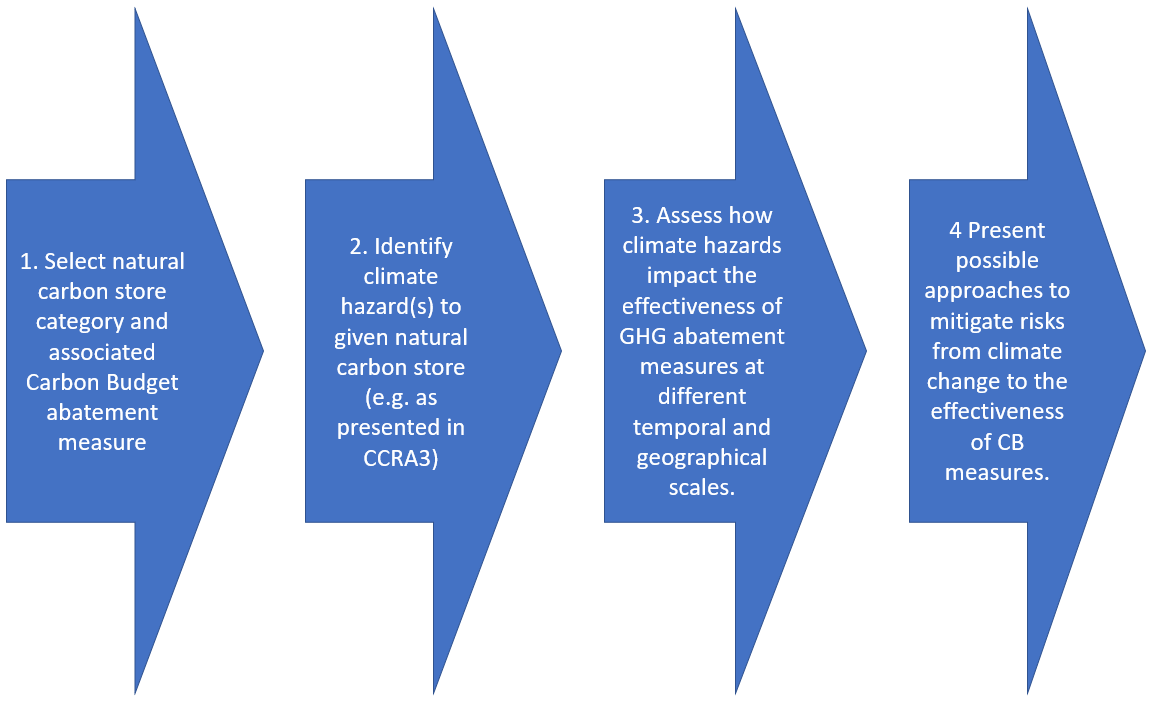 1. Select natural
carbon store
category and
associated
Carbon Budget
abatement
measure
2. Identify
climate
hazard(s) to
given natural
carbon store
(e.g. as
presented in
CCRA3)
3. Assess how
climate hazards
impact the
effectiveness of
GHG abatement
measures at
different
temporal and
geographical
scales.
4 Present
possible
approaches to
mitigate risks
from climate
change to the
effectiveness
of CB
measures.